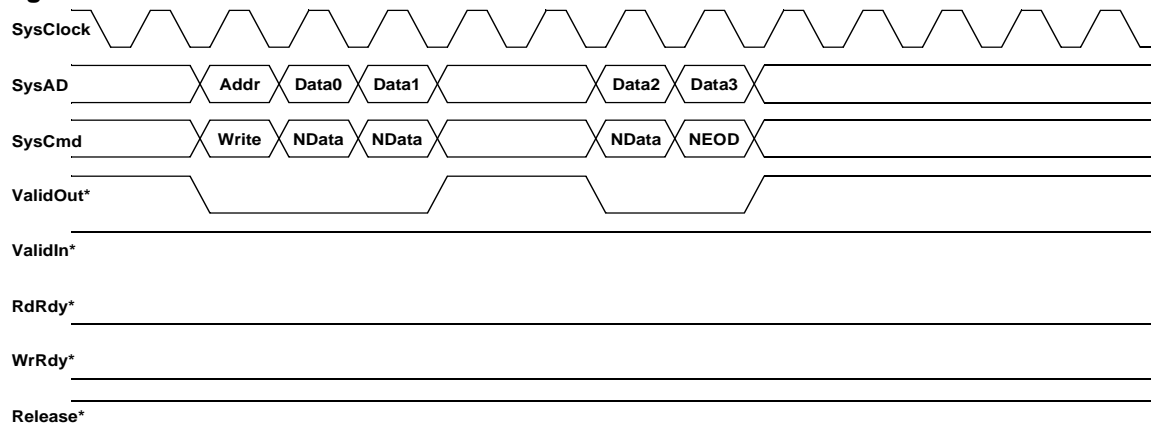 SysClock
SysAD Addr Data0 Data1 Data2 Data3
SysCmd Write NData NData NData NEOD
ValidOut*
ValidIn*
RdRdy*
WrRdy*
Release*